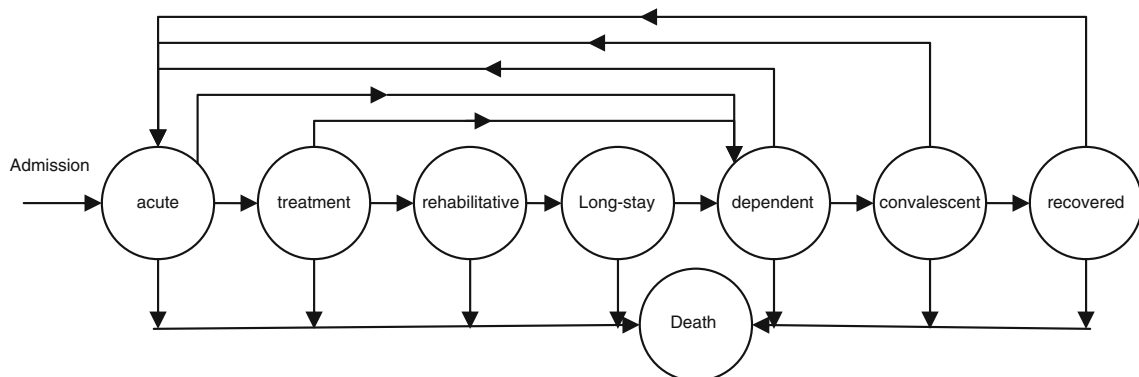 Admission
acute
treatment
rehabilitative
Long-stay
dependent
convalescent
recovered
Death